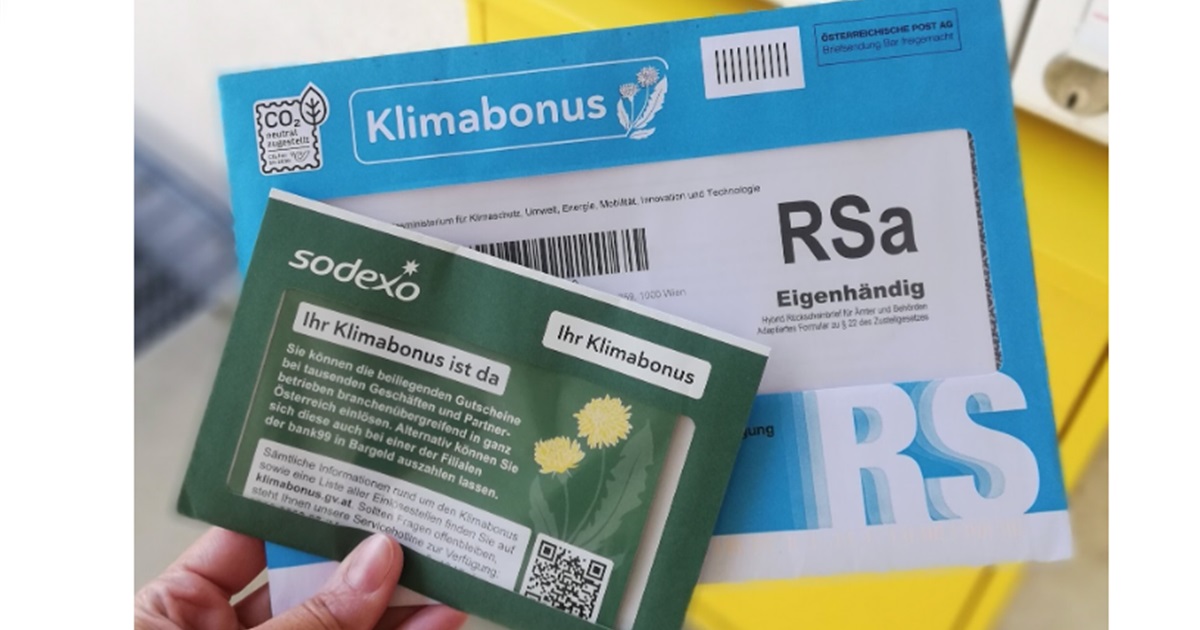 ÖSTERREICHISCHE POST AG
Briefsendung Bar freigemacht
CO₂
neutral
zugestellt
Klimabonus
für Klimaschutz, Umwelt, Energie, Mobilität, Innovation und Technologie
RSa
1000 Wien
Eigenhändig
Hybrid Rückscheinbrief für Ämter und Behörden
Adaptiertes Formular zu § 22 des Zustellgesetzes
RS
sodexo
Ihr Klimabonus
Ihr Klimabonus ist da
Sie können die beiliegenden Gutscheine
bei tausenden Geschäften und Partner-
betrieben branchenübergreifend in ganz
Österreich einlösen. Alternativ können Sie
sich diese auch bei einer der Filialen
der bank99 in Bargeld auszahlen lassen.
Sämtliche Informationen rund um den Klimabonus
sowie eine Liste aller Einlösestellen finden Sie auf
klimabonus.gv.at. Sollten Fragen offenbleiben,
steht Ihnen unsere Servicehotline zur Verfügung: